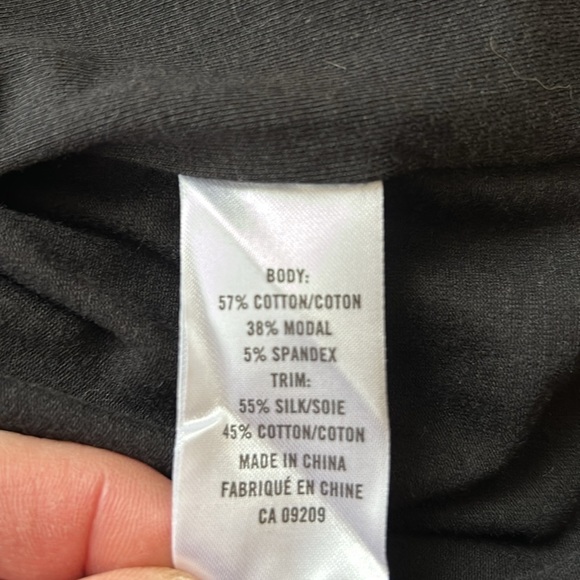 BODY:
57% COTTON/COTON
38% MODAL
5% SPANDEX
TRIM:
55% SILK/SOIE
45% COTTON/COTON
MADE IN CHINA
FABRIQUÉ EN CHINE
CA 09209